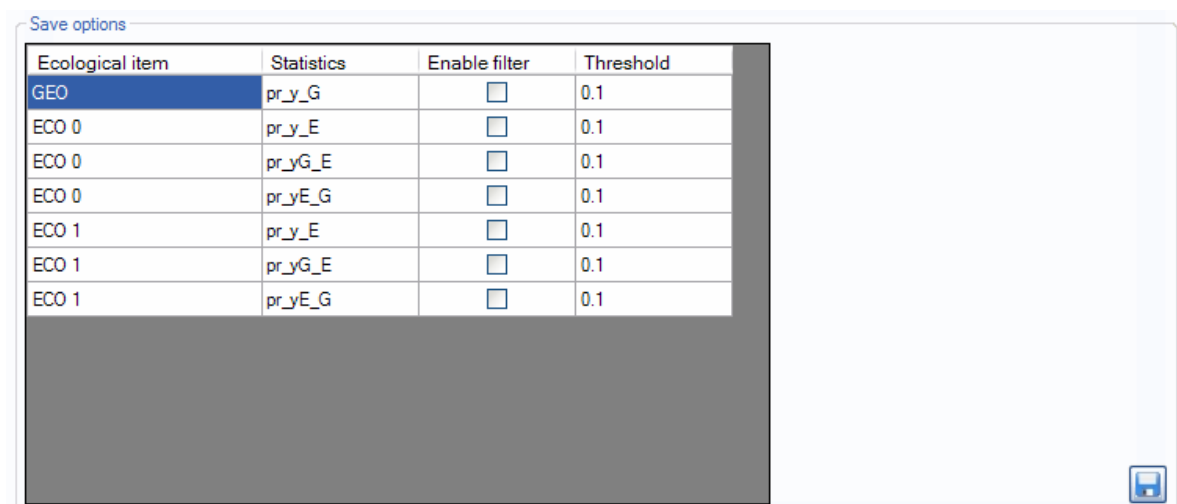 Save options
Ecological item Statistics Enable filter Threshold
GEO pr_y_G 0.1
ECO 0 pr_y_E 0.1
ECO 0 pr_yG_E 0.1
ECO 0 pr_yE_G 0.1
ECO 1 pr_y_E 0.1
ECO 1 pr_yG_E 0.1
ECO 1 pr_yE_G 0.1